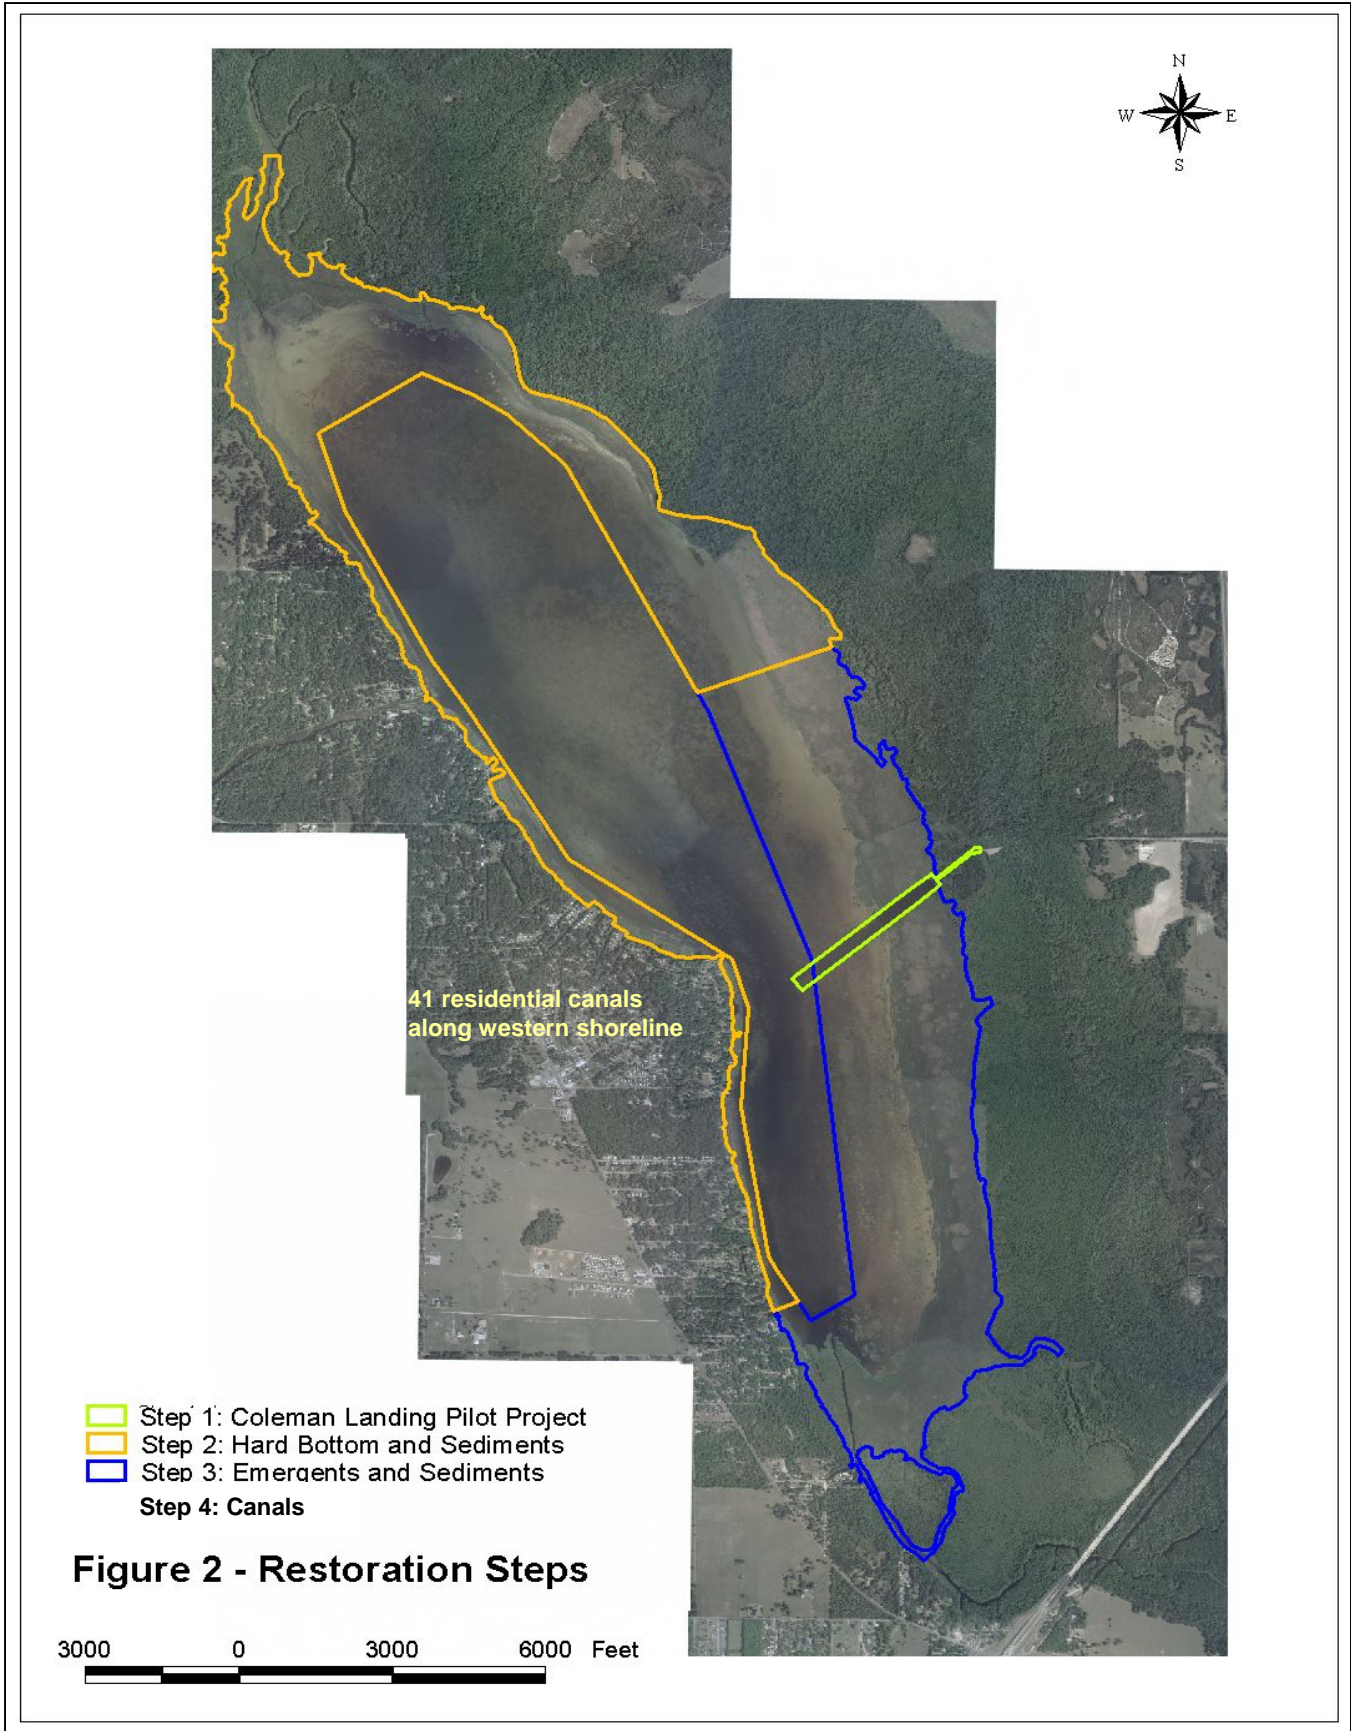 N
W E
S
41 residential canals
along western shoreline
Step 1: Coleman Landing Pilot Project
Step 2: Hard Bottom and Sediments
Step 3: Emergents and Sediments
Step 4: Canals
Figure 2 - Restoration Steps
3000 0 3000 6000 Feet